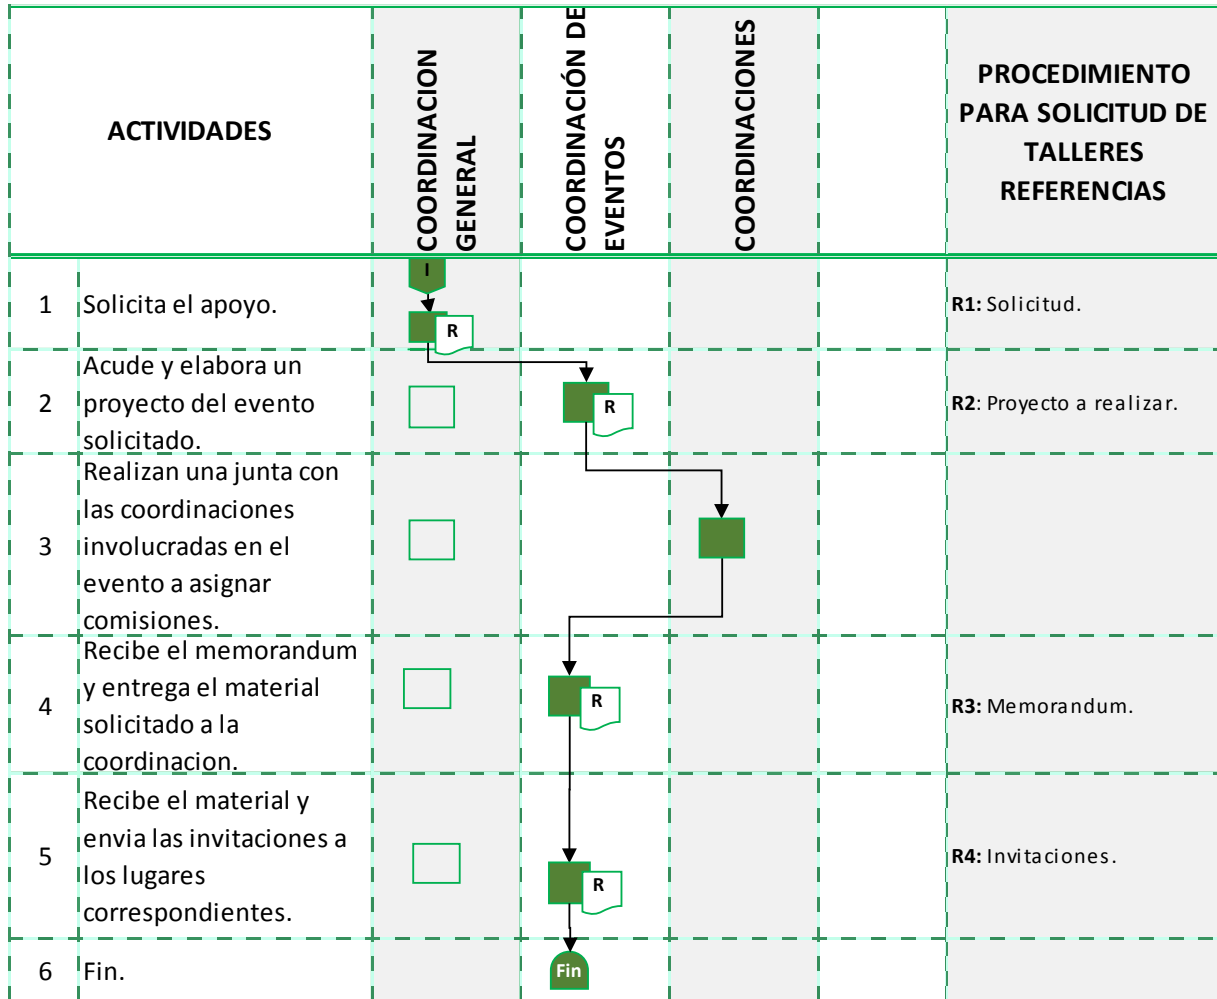 ACTIVIDADES
COORDINACION
GENERAL
COORDINACIÓN DE
EVENTOS
COORDINACIONES
PROCEDIMIENTO
PARA SOLICITUD DE
TALLERES
REFERENCIAS
I
1
Solicita el apoyo.
R
R1: Solicitud.
2
Acude y elabora un
proyecto del evento
solicitado.
R
R2: Proyecto a realizar.
3
Realizan una junta con
las coordinaciones
involucradas en el
evento a asignar
comisiones.
4
Recibe el memorandum
y entrega el material
solicitado a la
coordinacion.
R
R3: Memorandum.
5
Recibe el material y
envia las invitaciones a
los lugares
correspondientes.
R
R4: Invitaciones.
6
Fin.
Fin